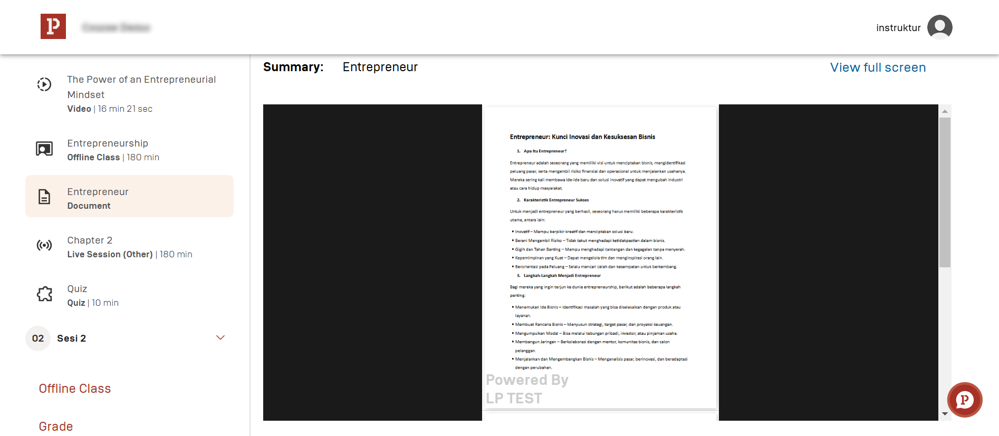 P
instruktur
The Power of an Entrepreneurial
Mindset
Video | 16 min 21 sec
Entrepreneurship
Offline Class | 180 min
Entrepreneur
Document
Chapter 2
Live Session (Other) | 180 min
Quiz
Quiz | 10 min
02 Sesi 2
Offline Class
Grade
Summary: Entrepreneur
View full screen
Entrepreneur: Kunci Inovasi dan Kesuksesan Bisnis
1. Apa Itu Entrepreneur?
Entrepreneur adalah seseorang yang memiliki visi untuk menciptakan bisnis, mengidentifikasi
peluang pasar, serta mengambil risiko finansial dan operasional untuk menjalankan usahanya.
Mereka sering kali membawa ide-ide baru dan solusi inovatif yang dapat mengubah industri
atau cara hidup masyarakat.
2. Karakteristik Entrepreneur Sukses
Untuk menjadi entrepreneur yang berhasil, seseorang harus memiliki beberapa karakteristik
utama, antara lain:
• Inovatif – Mampu berpikir kreatif dan menciptakan solusi baru.
• Berani Mengambil Risiko – Tidak takut menghadapi ketidakpastian dalam bisnis.
• Gigih dan Tahan Banting – Mampu menghadapi tantangan dan kegagalan tanpa menyerah.
• Kepemimpinan yang Kuat – Dapat mengelola tim dan menginspirasi orang lain.
• Berorientasi pada Peluang – Selalu mencari celah dan kesempatan untuk berkembang.
3. Langkah-Langkah Menjadi Entrepreneur
Bagi mereka yang ingin terjun ke dunia entrepreneurship, berikut adalah beberapa langkah
penting:
• Menemukan Ide Bisnis – Identifikasi masalah yang bisa diselesaikan dengan produk atau
layanan.
• Membuat Rencana Bisnis – Menyusun strategi, target pasar, dan proyeksi keuangan.
• Mengumpulkan Modal – Bisa melalui tabungan pribadi, investor, atau pinjaman usaha.
• Membangun Jaringan – Berkolaborasi dengan mentor, komunitas bisnis, dan calon
pelanggan.
• Menjalankan dan Mengembangkan Bisnis – Menganalisis pasar, berinovasi, dan beradaptasi
dengan perubahan.
Powered By
LP TEST
P